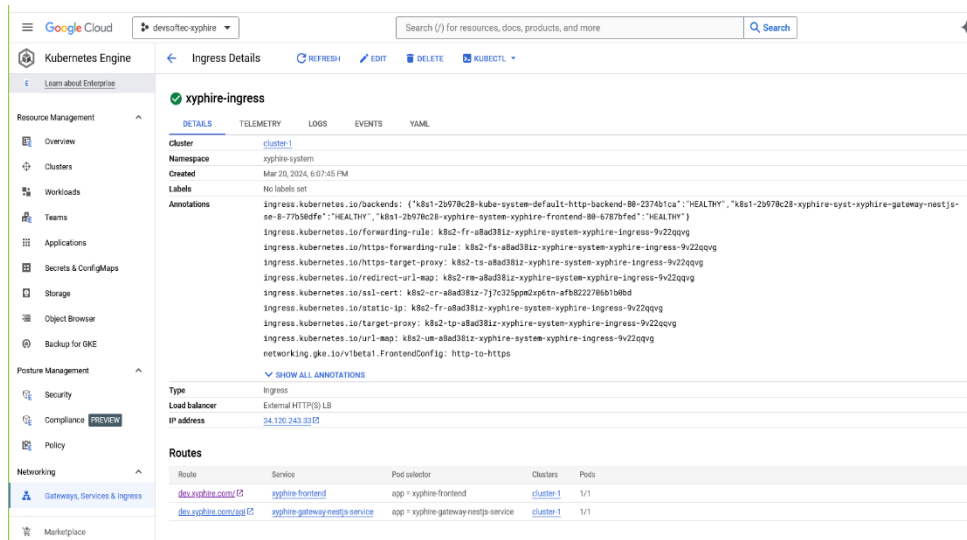 Google Cloud
devsoftec-xyphire
Search (/) for resources, docs, products, and more
Search
Kubernetes Engine
Ingress Details
REFRESH
EDIT
DELETE
KUBECTL
E Learn about Enterprise
Resource Management
Overview
Clusters
Workloads
Teams
Applications
Secrets & ConfigMaps
Storage
Object Browser
Backup for GKE
Posture Management
Security
Compliance PREVIEW
Policy
Networking
Gateways, Services & Ingress
Marketplace
xyphire-ingress
DETAILS TELEMETRY LOGS EVENTS YAML
Cluster cluster-1
Namespace xyphire-system
Created Mar 20, 2024, 6:07:45 PM
Labels No labels set
Annotations ingress.kubernetes.io/backends: {"k8s1-2b970c28-kube-system-default-http-backend-80-2374b1ca":"HEALTHY","k8s1-2b970c28-xyphire-syst-xyphire-gateway-nestjs-
se-8-77b50dfe":"HEALTHY","k8s1-2b970c28-xyphire-system-xyphire-frontend-80-6787bfed":"HEALTHY"}
ingress.kubernetes.io/forwarding-rule: k8s2-fr-a8ad38iz-xyphire-system-xyphire-ingress-9v22qqvg
ingress.kubernetes.io/https-forwarding-rule: k8s2-fs-a8ad38iz-xyphire-system-xyphire-ingress-9v22qqvg
ingress.kubernetes.io/https-target-proxy: k8s2-ts-a8ad38iz-xyphire-system-xyphire-ingress-9v22qqvg
ingress.kubernetes.io/redirect-url-map: k8s2-rm-a8ad38iz-xyphire-system-xyphire-ingress-9v22qqvg
ingress.kubernetes.io/ssl-cert: k8s2-cr-a8ad38iz-7j7c325ppm2xp6tn-afb8222706b1b0bd
ingress.kubernetes.io/static-ip: k8s2-fr-a8ad38iz-xyphire-system-xyphire-ingress-9v22qqvg
ingress.kubernetes.io/target-proxy: k8s2-tp-a8ad38iz-xyphire-system-xyphire-ingress-9v22qqvg
ingress.kubernetes.io/url-map: k8s2-um-a8ad38iz-xyphire-system-xyphire-ingress-9v22qqvg
networking.gke.io/v1beta1.FrontendConfig: http-to-https
SHOW ALL ANNOTATIONS
Type Ingress
Load balancer External HTTP(S) LB
IP address 34.120.243.33
Routes
Route Service Pod selector Clusters Pods
dev.xyphire.com/ xyphire-frontend app = xyphire-frontend cluster-1 1/1
dev.xyphire.com/api xyphire-gateway-nestjs-service app = xyphire-gateway-nestjs-service cluster-1 1/1